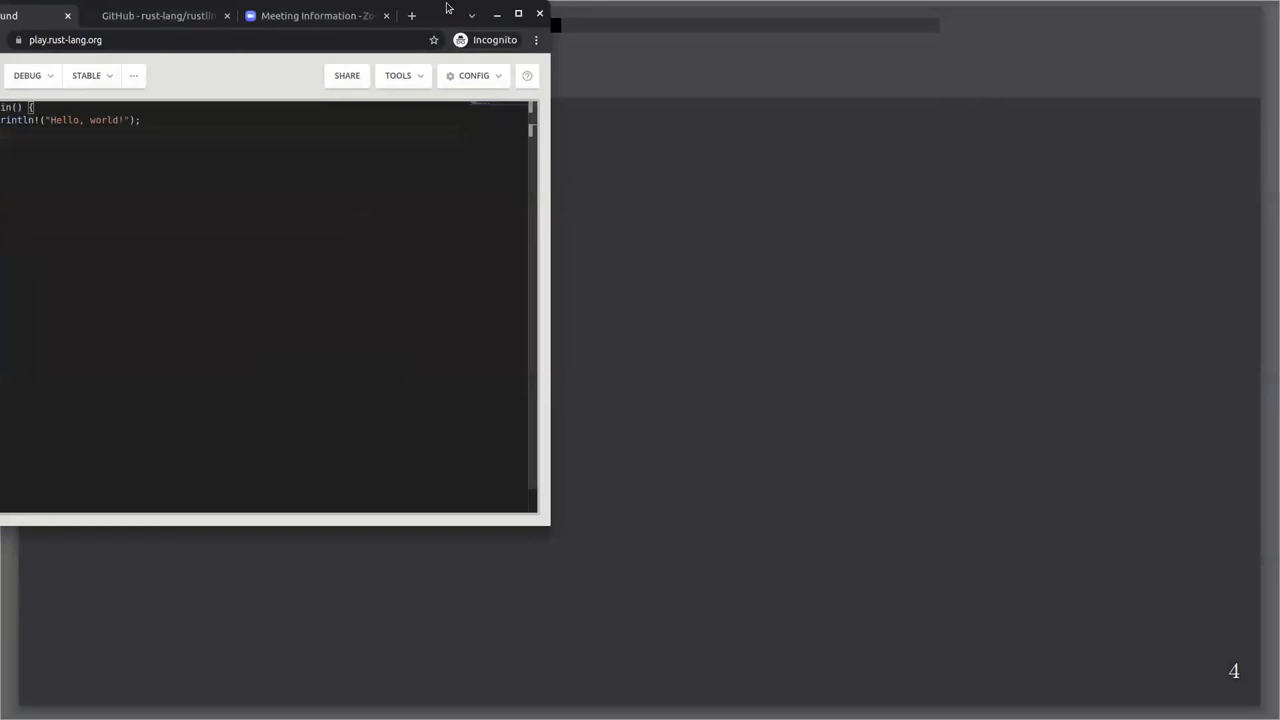 und
GitHub - rust-lang/rustlin
Meeting Information - Zo
play.rust-lang.org
Incognito
DEBUG
STABLE
...
SHARE
TOOLS
CONFIG
in() {
rintln!("Hello, world!");
4